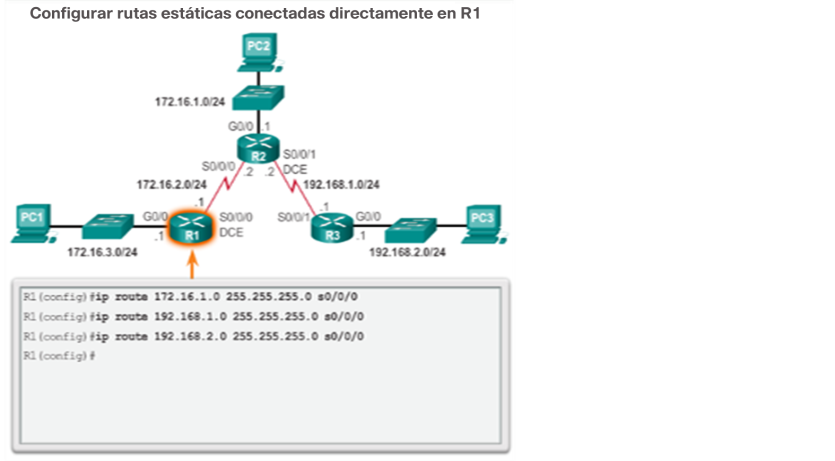 Configurar rutas estáticas conectadas directamente en R1
PC2
172.16.1.0/24
G0/0 .1
R2
S0/0/0 .2 .2 S0/0/1
DCE
172.16.2.0/24
192.168.1.0/24
.1
.1
PC1
G0/0
S0/0/0
S0/0/1
G0/0
PC3
.1
R1
DCE
R3
.1
172.16.3.0/24
192.168.2.0/24
R1(config)#ip route 172.16.1.0 255.255.255.0 s0/0/0
R1(config)#ip route 192.168.1.0 255.255.255.0 s0/0/0
R1(config)#ip route 192.168.2.0 255.255.255.0 s0/0/0
R1(config)#